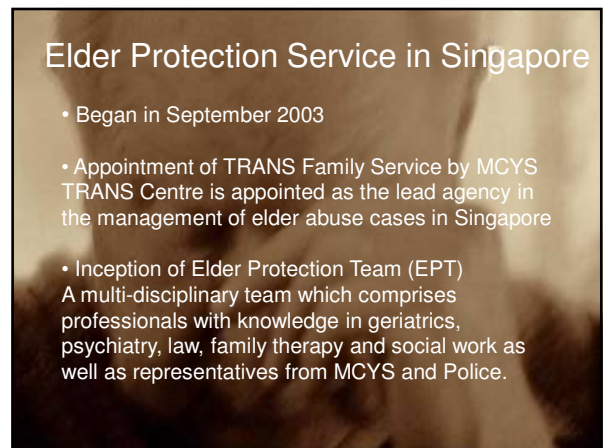 Elder Protection Service in Singapore
• Began in September 2003
• Appointment of TRANS Family Service by MCYS
TRANS Centre is appointed as the lead agency in
the management of elder abuse cases in Singapore
• Inception of Elder Protection Team (EPT)
A multi-disciplinary team which comprises
professionals with knowledge in geriatrics,
psychiatry, law, family therapy and social work as
well as representatives from MCYS and Police.